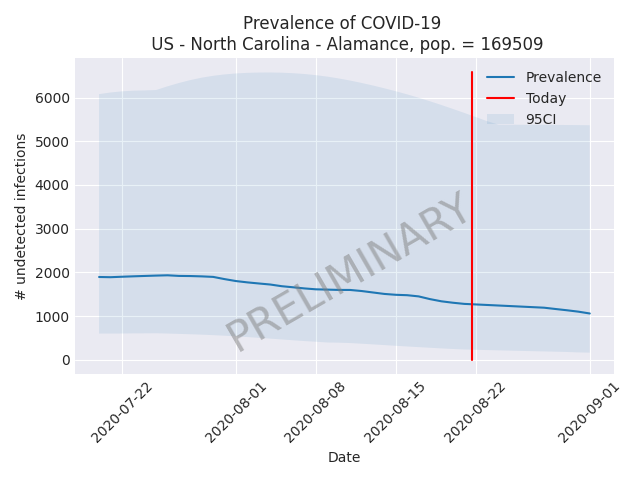 Prevalence of COVID-19
US - North Carolina - Alamance, pop. = 169509
Prevalence
Today
95CI
# undetected infections
6000
5000
4000
3000
2000
1000
0
PRELIMINARY
2020-07-22
2020-08-01
2020-08-08
2020-08-15
2020-08-22
2020-09-01
Date